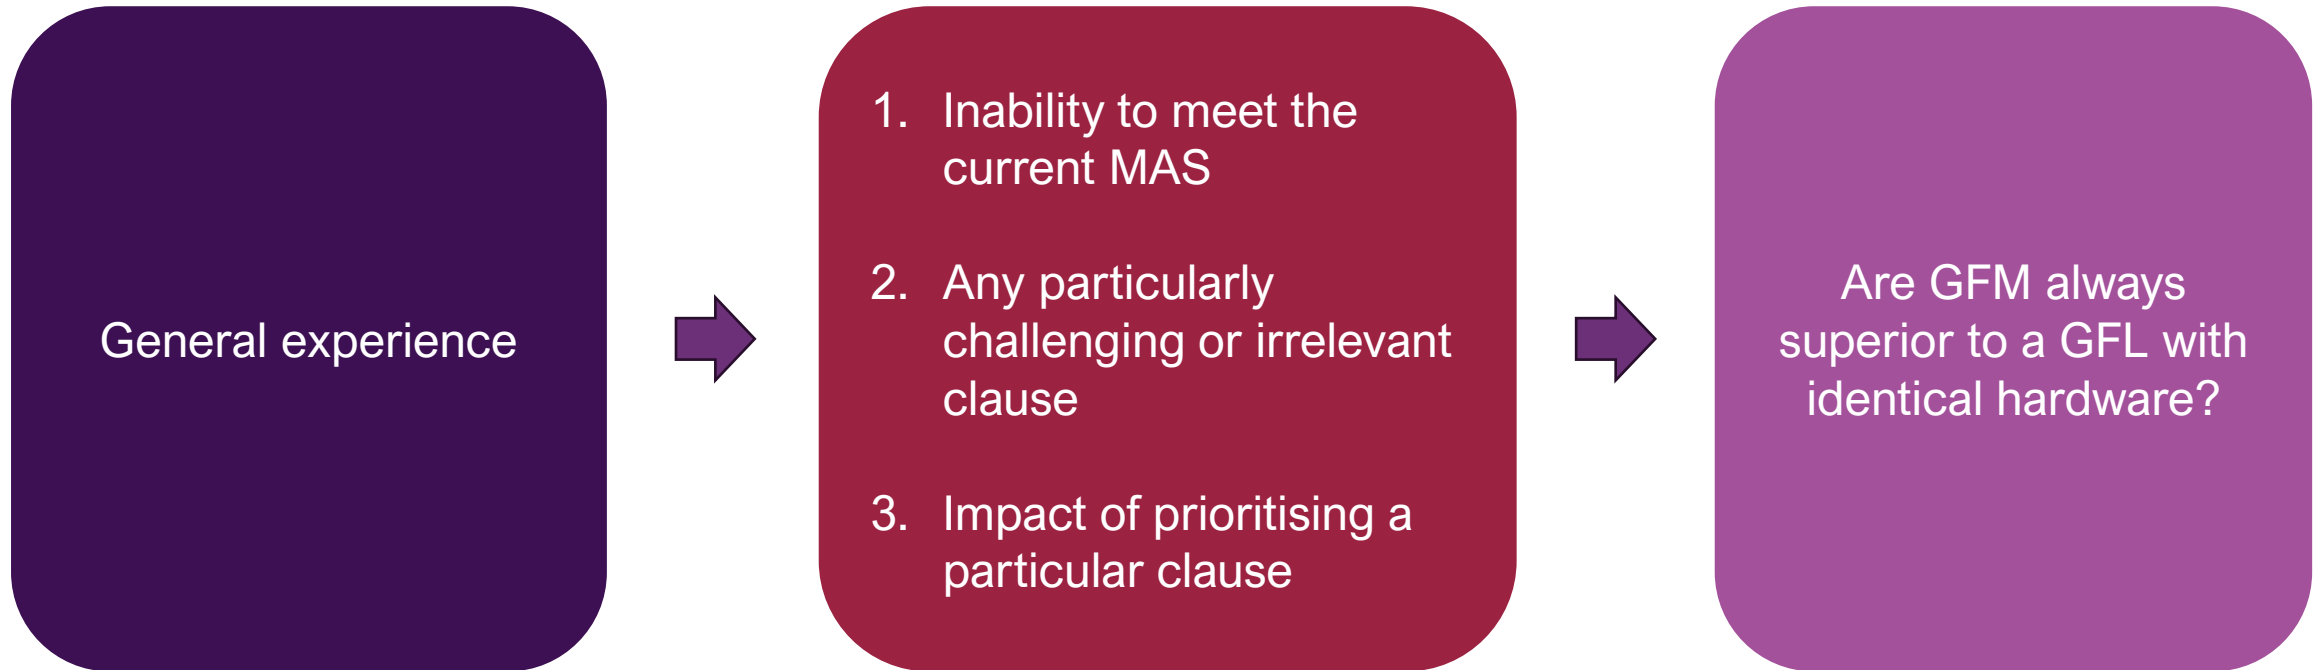 General experience
1. Inability to meet the
current MAS
2. Any particularly
challenging or irrelevant
clause
3. Impact of prioritising a
particular clause
Are GFM always
superior to a GFL with
identical hardware?